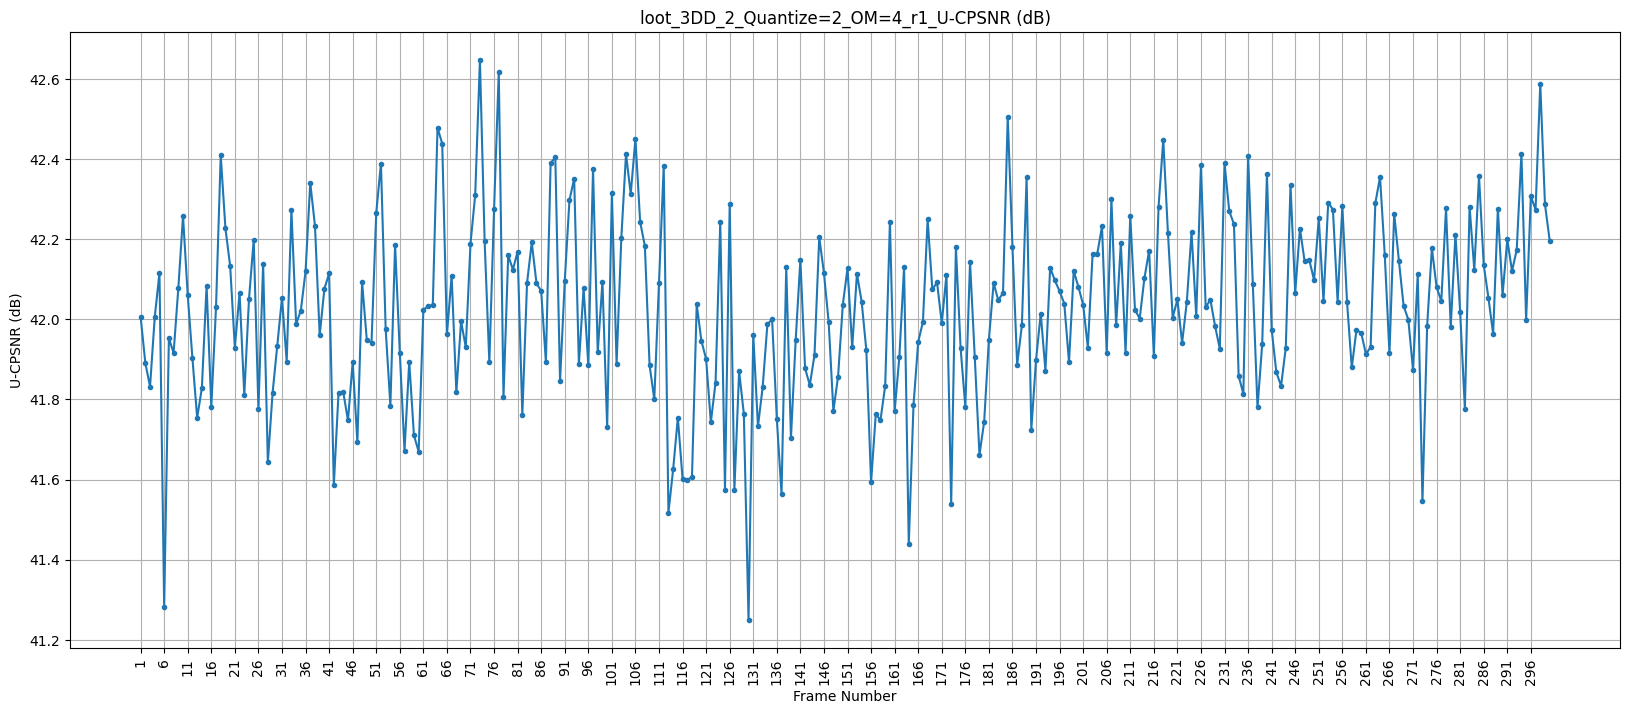 loot_3DD_2_Quantize=2_OM=4_r1_U-CPSNR (dB)
U-CPSNR (dB)
42.6
42.4
42.2
42.0
41.8
41.6
41.4
41.2
1 6 11 16 21 26 31 36 41 46 51 56 61 66 71 76 81 86 91 96 101 106 111 116 121 126 131 136 141 146 151 156 161 166 171 176 181 186 191 196 201 206 211 216 221 226 231 236 241 246 251 256 261 266 271 276 281 286 291 296
Frame Number